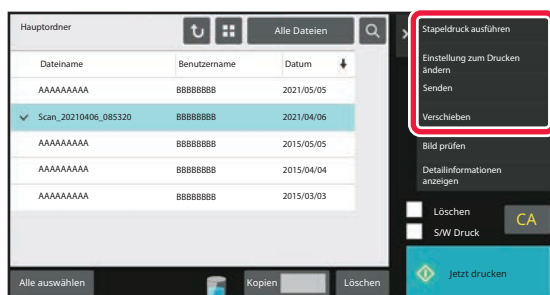 Hauptordner
Alle Dateien
Dateiname Benutzername Datum
AAAAAAAAA BBBBBBBB 2021/05/05
Scan_20210406_085320 BBBBBBBB 2021/04/06
AAAAAAAAA BBBBBBBB 2015/05/05
AAAAAAAAA BBBBBBBB 2015/04/04
AAAAAAAAA BBBBBBBB 2015/03/03
Alle auswählen Kopien Löschen
Stapeldruck ausführen
Einstellung zum Drucken
ändern
Senden
Verschieben
Bild prüfen
Detailinformationen
anzeigen
Löschen
S/W Druck
CA
Jetzt drucken